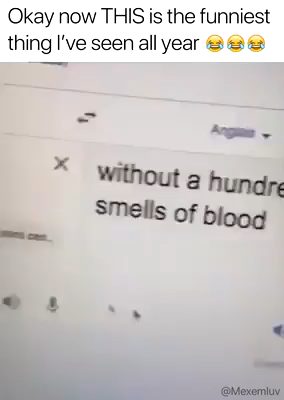 Okay now THIS is the funniest
thing I've seen all year 😂😂😂
Anglais
without a hundre
smells of blood
@Mexemluv